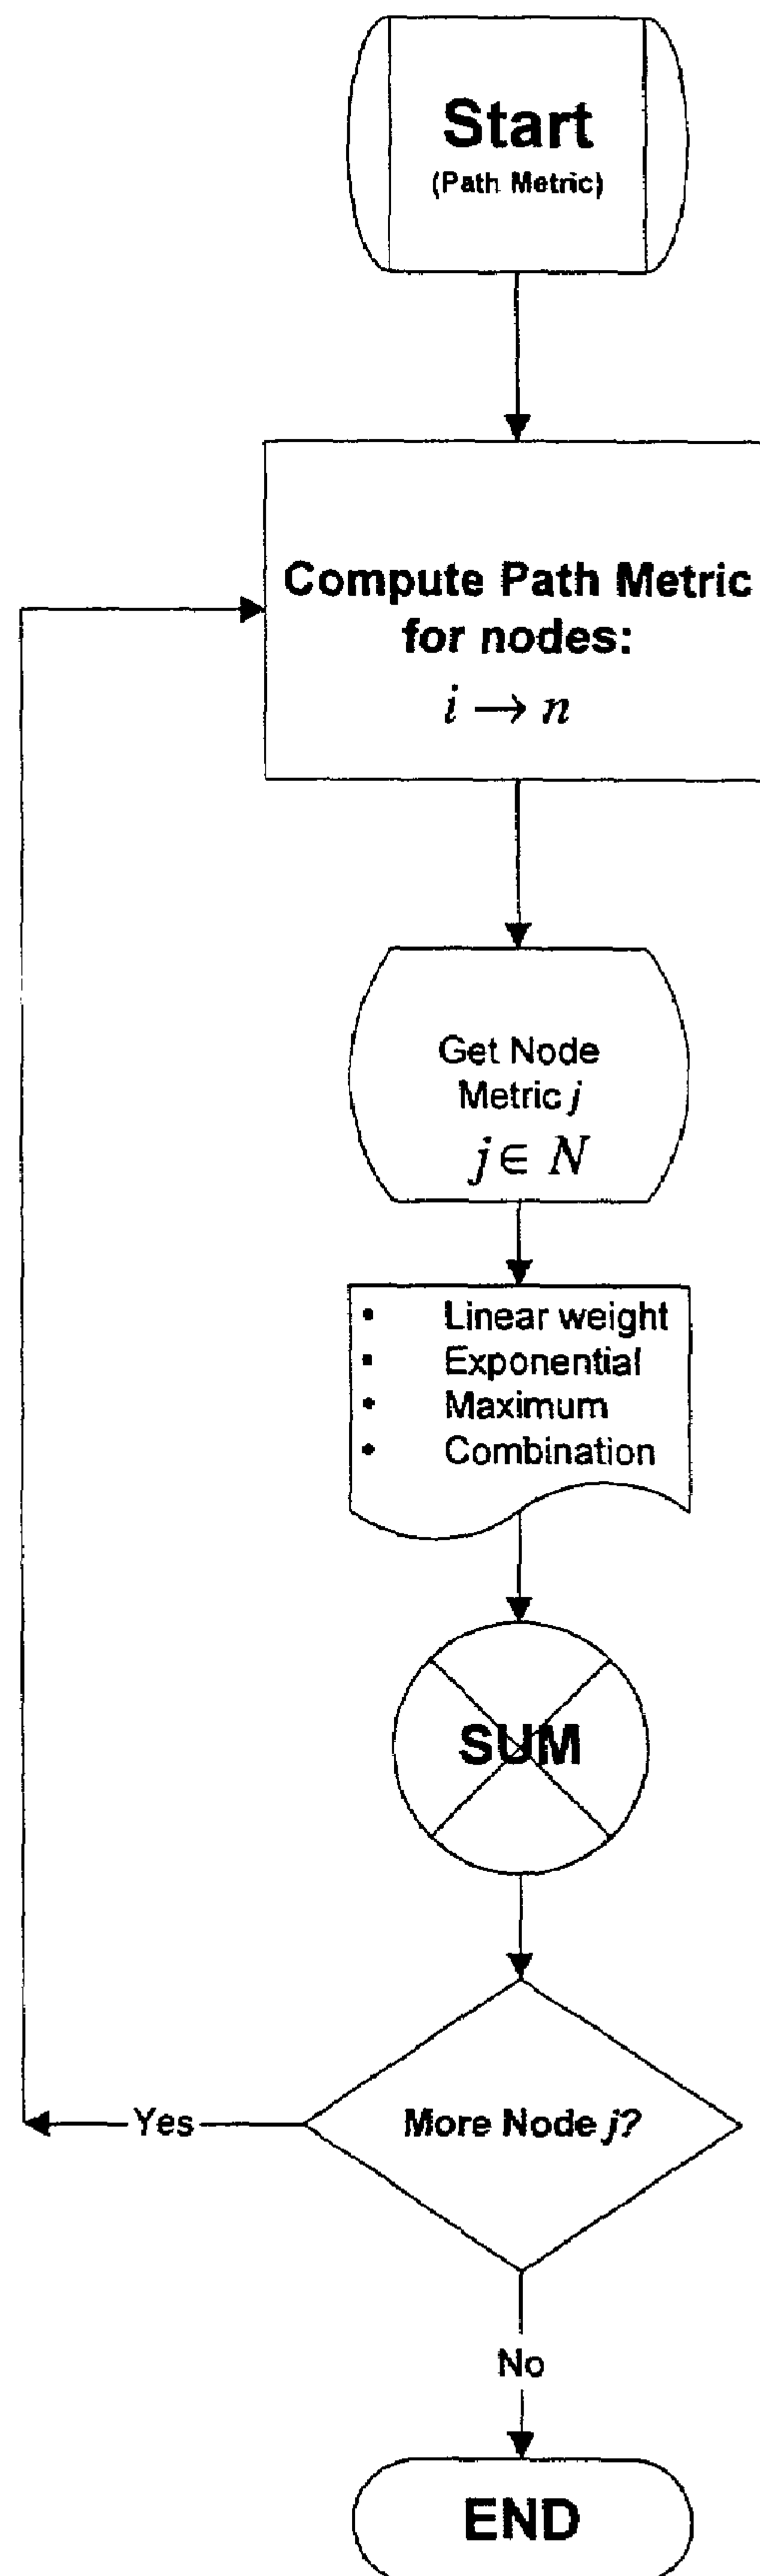 Start
(Path Metric)
Compute Path Metric
for nodes:
i → n
Get Node
Metric j
j ∈ N
• Linear weight
• Exponential
• Maximum
• Combination
SUM
More Node j?
Yes
No
END